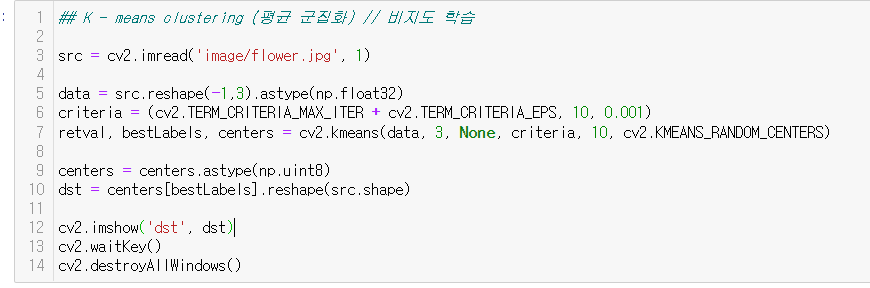 :
1 ## K - means clustering (평균 군집화) // 비지도 학습
2
3 src = cv2.imread('image/flower.jpg', 1)
4
5 data = src.reshape(-1,3).astype(np.float32)
6 criteria = (cv2.TERM_CRITERIA_MAX_ITER + cv2.TERM_CRITERIA_EPS, 10, 0.001)
7 retval, bestLabels, centers = cv2.kmeans(data, 3, None, criteria, 10, cv2.KMEANS_RANDOM_CENTERS)
8
9 centers = centers.astype(np.uint8)
10 dst = centers[bestLabels].reshape(src.shape)
11
12 cv2.imshow('dst', dst)
13 cv2.waitKey()
14 cv2.destroyAllWindows()